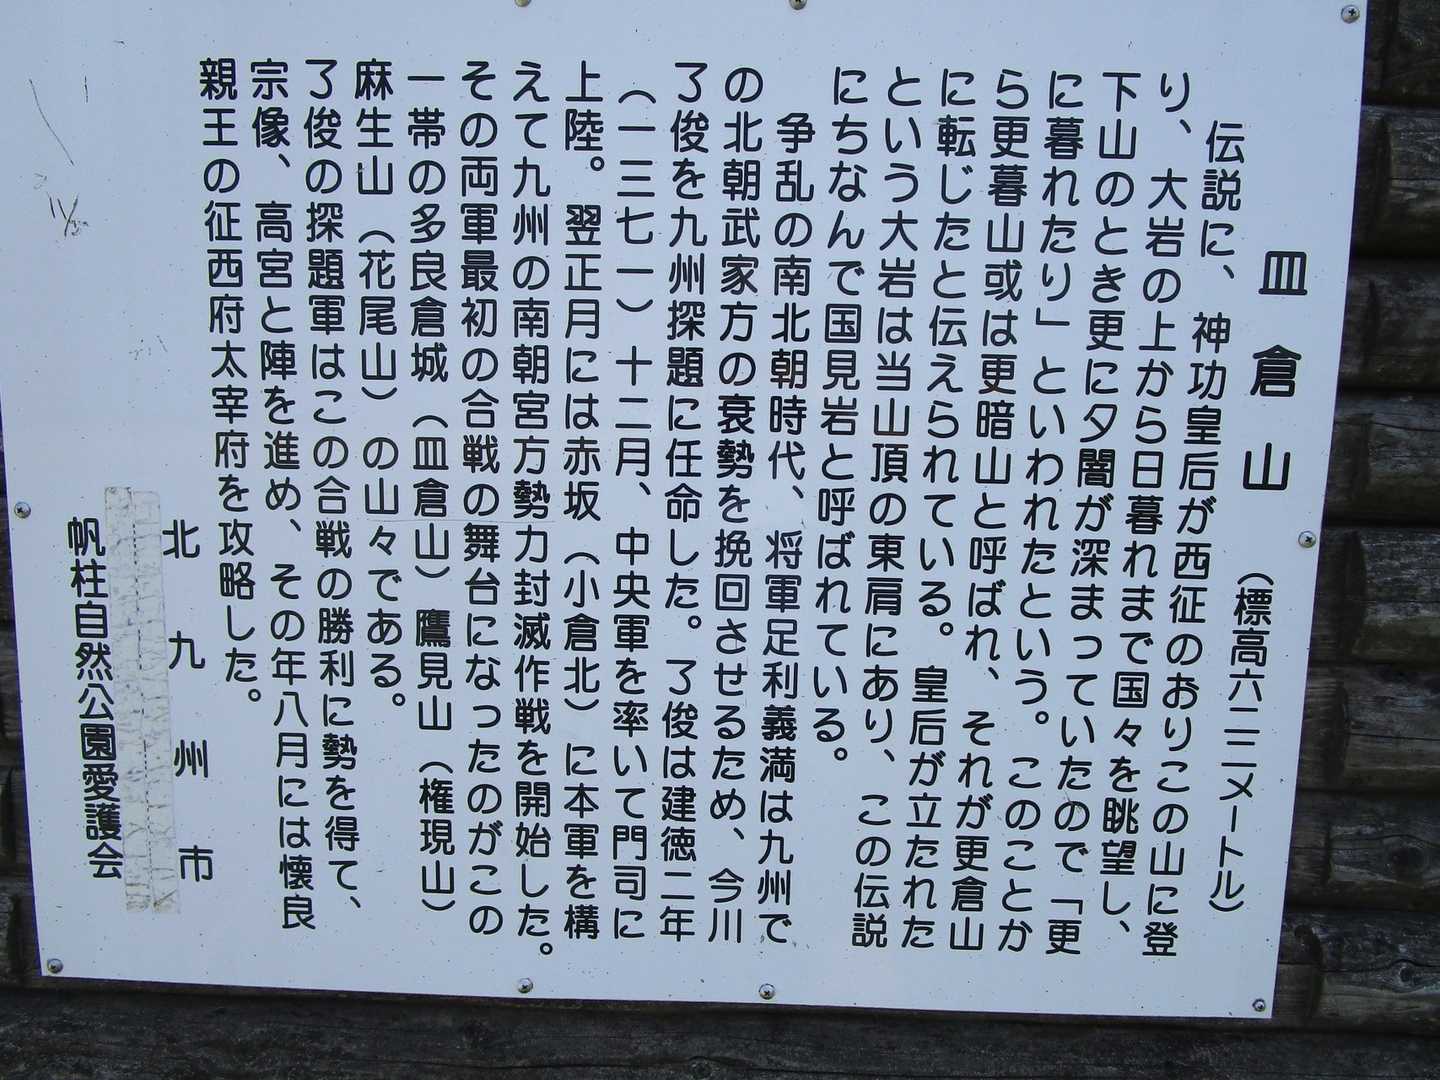 皿倉山 （標高六二二メートル）
伝説に、神功皇后が西征のおりこの山に登
り、大岩の上から日暮れまで国々を眺望し、
下山のとき更に夕闇が深まっていたので「更
に暮れたり」といわれたという。このことか
ら更暮山或は更暗山と呼ばれ、それが更倉山
に転じたと伝えられている。皇后が立たれた
という大岩は当山頂の東肩にあり、この伝説
にちなんで国見岩と呼ばれている。
争乱の南北朝時代、将軍足利義満は九州で
の北朝武家方の衰勢を挽回させるため、今川
了俊を九州探題に任命した。了俊は建徳二年
（一三七一）十二月、中央軍を率いて門司に
上陸。翌正月には赤坂（小倉北）に本軍を構
えて九州の南朝宮方勢力封滅作戦を開始した。
その両軍最初の合戦の舞台になったのがこの
一帯の多良倉城（皿倉山）鷹見山（権現山）
麻生山（花尾山）の山々である。
了俊の探題軍はこの合戦の勝利に勢を得て、
宗像、高宮と陣を進め、その年八月には懐良
親王の征西府太宰府を攻略した。
北九州市
帆柱自然公園愛護会